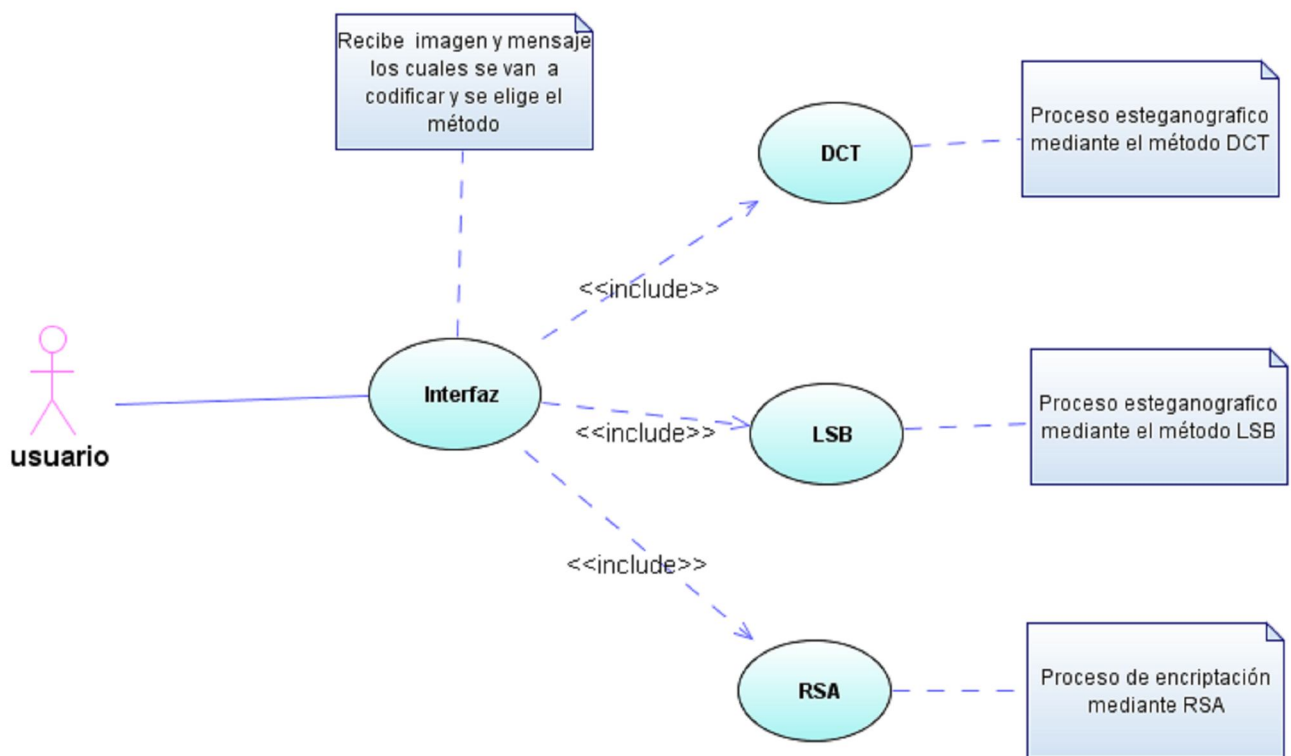 Recibe imagen y mensaje
los cuales se van a
codificar y se elige el
método
DCT
Proceso esteganografico
mediante el método DCT
<<include>>
usuario
Interfaz
<<include>>
LSB
Proceso esteganografico
mediante el método LSB
<<include>>
RSA
Proceso de encriptación
mediante RSA